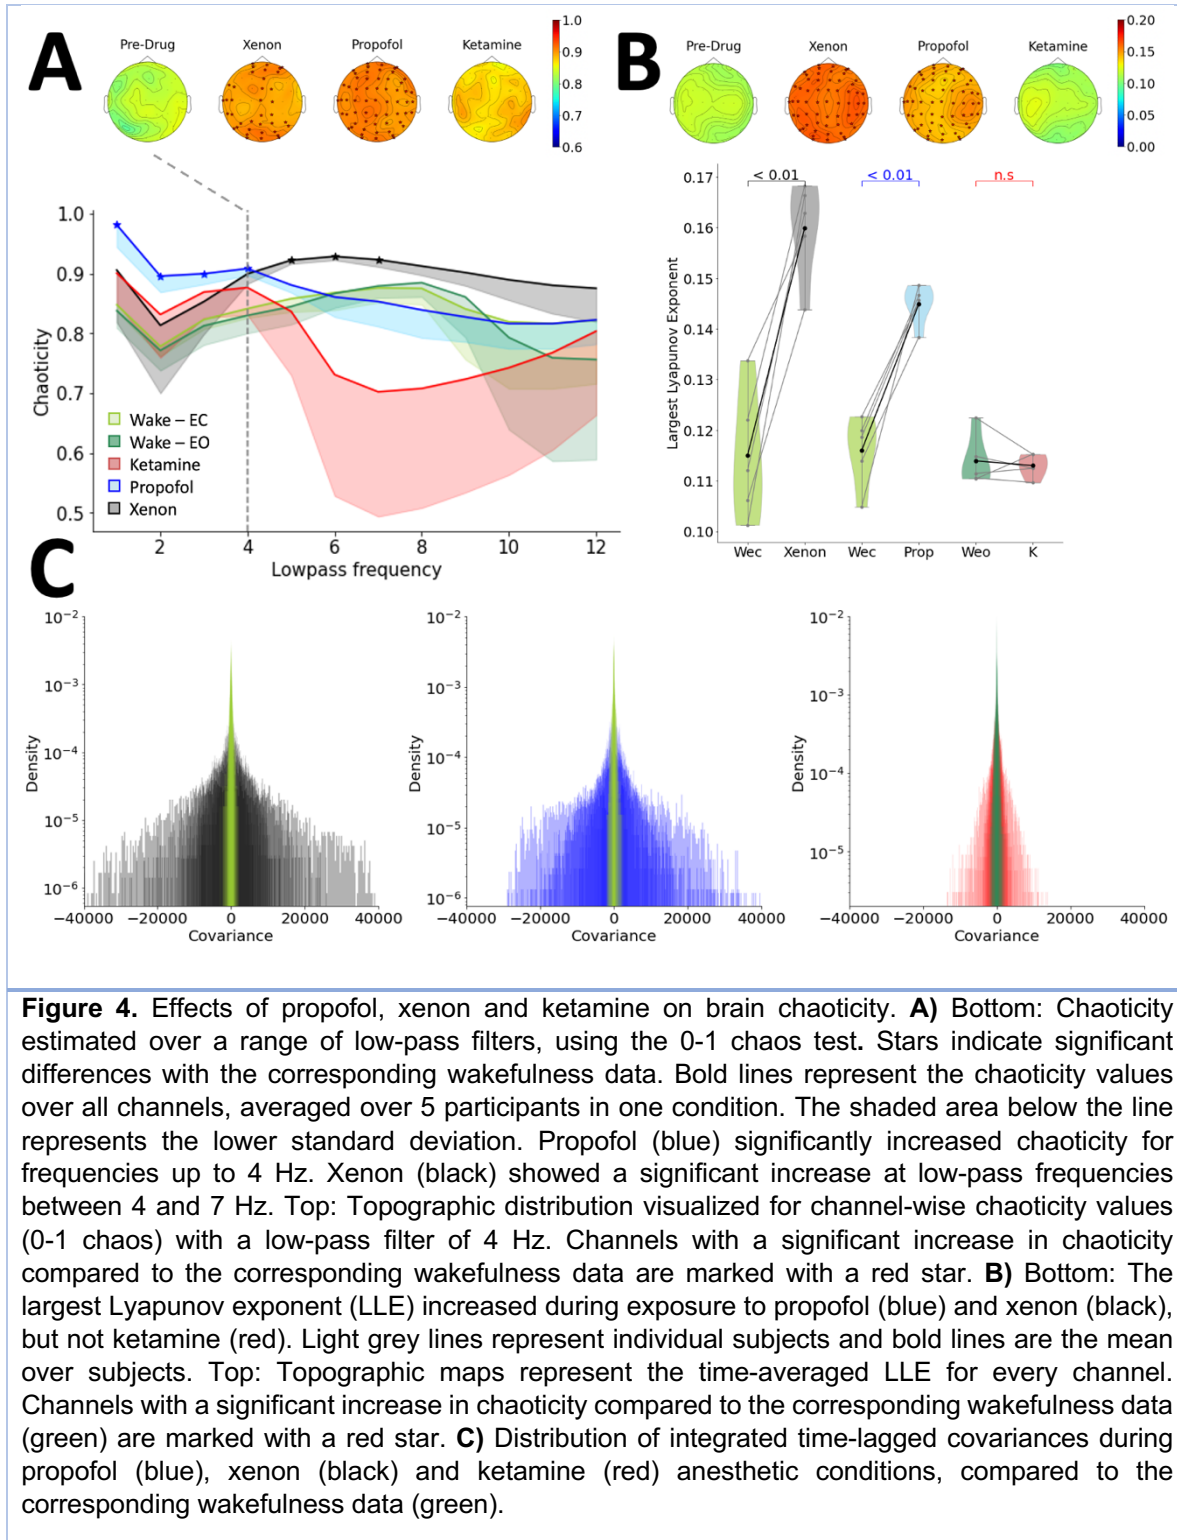 A
Pre-Drug
Xenon
Propofol
Ketamine
1.0
0.9
0.8
0.7
0.6
1.0
0.9
0.8
0.7
0.6
0.5
Chaoticity
Wake – EC
Wake – EO
Ketamine
Propofol
Xenon
2
4
6
8
10
12
Lowpass frequency
B
Pre-Drug
Xenon
Propofol
Ketamine
0.20
0.15
0.10
0.05
0.00
0.17
0.16
0.15
0.14
0.13
0.12
0.11
0.10
Largest Lyapunov Exponent
< 0.01
< 0.01
n.s
Wec
Xenon
Wec
Prop
Weo
K
C
10⁻²
10⁻³
10⁻⁴
10⁻⁵
10⁻⁶
Density
−40000
−20000
0
20000
40000
Covariance
10⁻²
10⁻³
10⁻⁴
10⁻⁵
10⁻⁶
Density
−40000
−20000
0
20000
40000
Covariance
10⁻²
10⁻³
10⁻⁴
10⁻⁵
Density
−40000
−20000
0
20000
40000
Covariance
Figure 4. Effects of propofol, xenon and ketamine on brain chaoticity. A) Bottom: Chaoticity
estimated over a range of low-pass filters, using the 0-1 chaos test. Stars indicate significant
differences with the corresponding wakefulness data. Bold lines represent the chaoticity values
over all channels, averaged over 5 participants in one condition. The shaded area below the line
represents the lower standard deviation. Propofol (blue) significantly increased chaoticity for
frequencies up to 4 Hz. Xenon (black) showed a significant increase at low-pass frequencies
between 4 and 7 Hz. Top: Topographic distribution visualized for channel-wise chaoticity values
(0-1 chaos) with a low-pass filter of 4 Hz. Channels with a significant increase in chaoticity
compared to the corresponding wakefulness data are marked with a red star. B) Bottom: The
largest Lyapunov exponent (LLE) increased during exposure to propofol (blue) and xenon (black),
but not ketamine (red). Light grey lines represent individual subjects and bold lines are the mean
over subjects. Top: Topographic maps represent the time-averaged LLE for every channel.
Channels with a significant increase in chaoticity compared to the corresponding wakefulness data
(green) are marked with a red star. C) Distribution of integrated time-lagged covariances during
propofol (blue), xenon (black) and ketamine (red) anesthetic conditions, compared to the
corresponding wakefulness data (green).